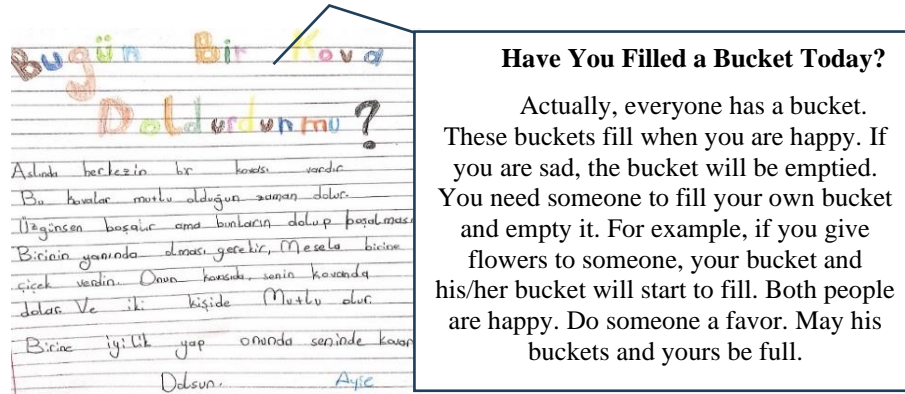 Bugün Bir Kova
Doldurdunmu?
Aslında herkezin bir kovası vardır
Bu kovalar mutlu olduğun zaman dolur.
Üzgünsen boşalır ama bunların dolup boşalması
Birinin yanında olması gerekir, Mesela birine
çiçek verdin. Onun kovasıda, senin kovanda
dolar. Ve iki kişide Mutlu olur.
Birine iyilik yap onunda seninde kovan
Dolsun. Ayşe
Have You Filled a Bucket Today?
Actually, everyone has a bucket.
These buckets fill when you are happy. If
you are sad, the bucket will be emptied.
You need someone to fill your own bucket
and empty it. For example, if you give
flowers to someone, your bucket and
his/her bucket will start to fill. Both people
are happy. Do someone a favor. May his
buckets and yours be full.